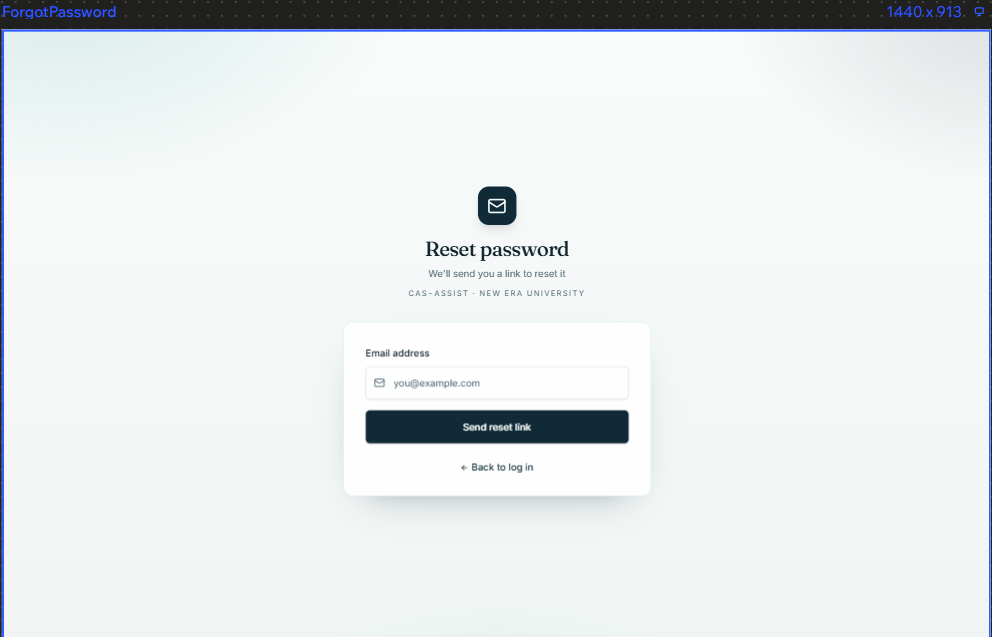 ForgotPassword
1440 x 913
Reset password
We'll send you a link to reset it
CAS-ASSIST · NEW ERA UNIVERSITY
Email address
you@example.com
Send reset link
← Back to log in